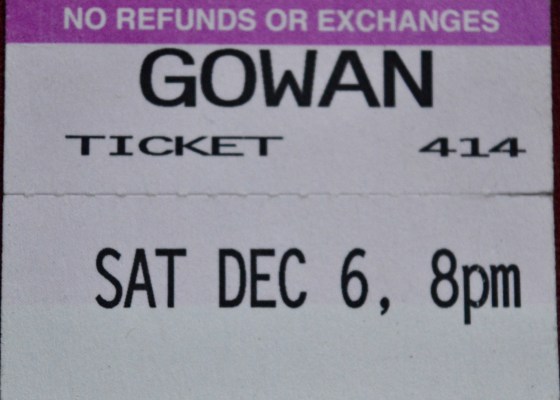 NO REFUNDS OR EXCHANGES
GOWAN
TICKET 414
SAT DEC 6, 8pm